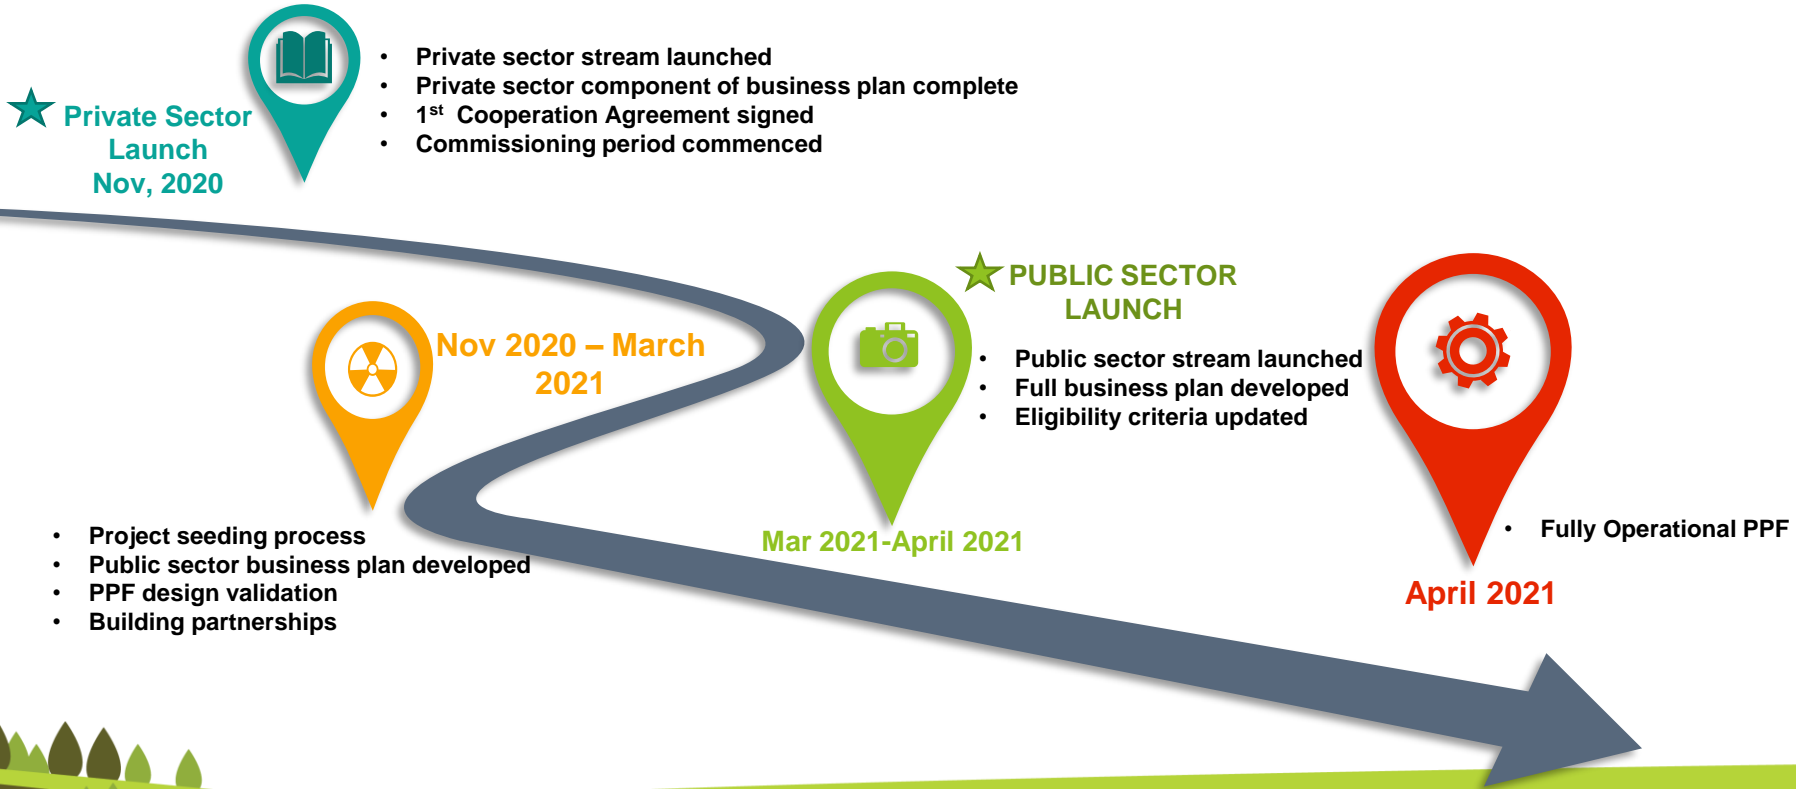 Private Sector
Launch
Nov, 2020
• Private sector stream launched
• Private sector component of business plan complete
• 1st Cooperation Agreement signed
• Commissioning period commenced
Nov 2020 – March
2021
• Project seeding process
• Public sector business plan developed
• PPF design validation
• Building partnerships
PUBLIC SECTOR
LAUNCH
• Public sector stream launched
• Full business plan developed
• Eligibility criteria updated
Mar 2021-April 2021
• Fully Operational PPF
April 2021